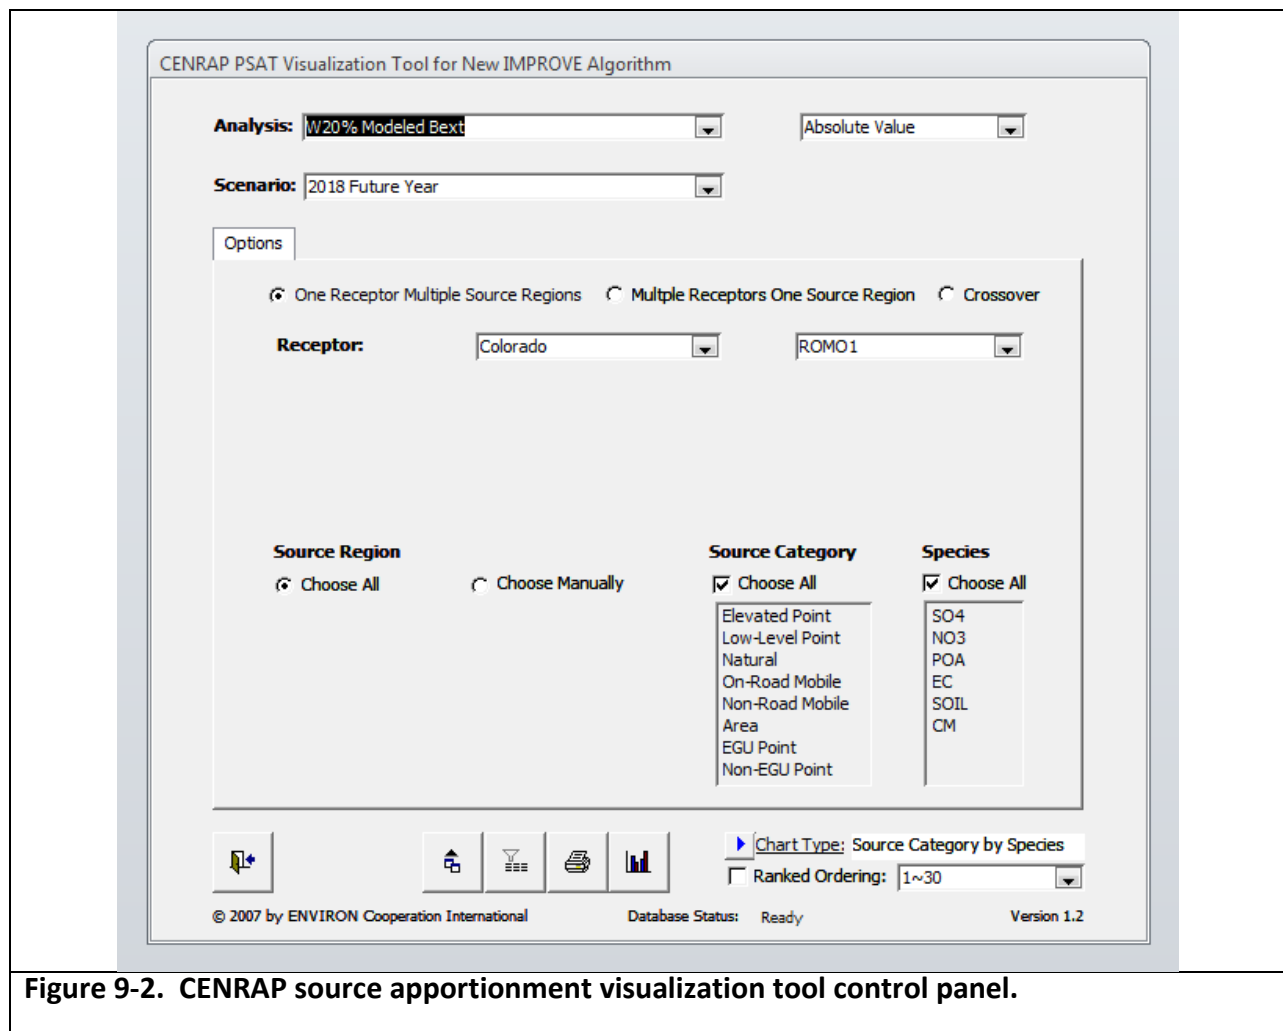 CENRAP PSAT Visualization Tool for New IMPROVE Algorithm
Analysis: W20% Modeled Bext Absolute Value
Scenario: 2018 Future Year
Options
One Receptor Multiple Source Regions Multple Receptors One Source Region Crossover
Receptor: Colorado ROMO1
Source Region Source Category Species
Choose All Choose Manually Choose All Choose All
Elevated Point SO4
Low-Level Point NO3
Natural POA
On-Road Mobile EC
Non-Road Mobile SOIL
Area CM
EGU Point
Non-EGU Point
Chart Type: Source Category by Species
Ranked Ordering: 1~30
© 2007 by ENVIRON Cooperation International Database Status: Ready Version 1.2
Figure 9-2. CENRAP source apportionment visualization tool control panel.